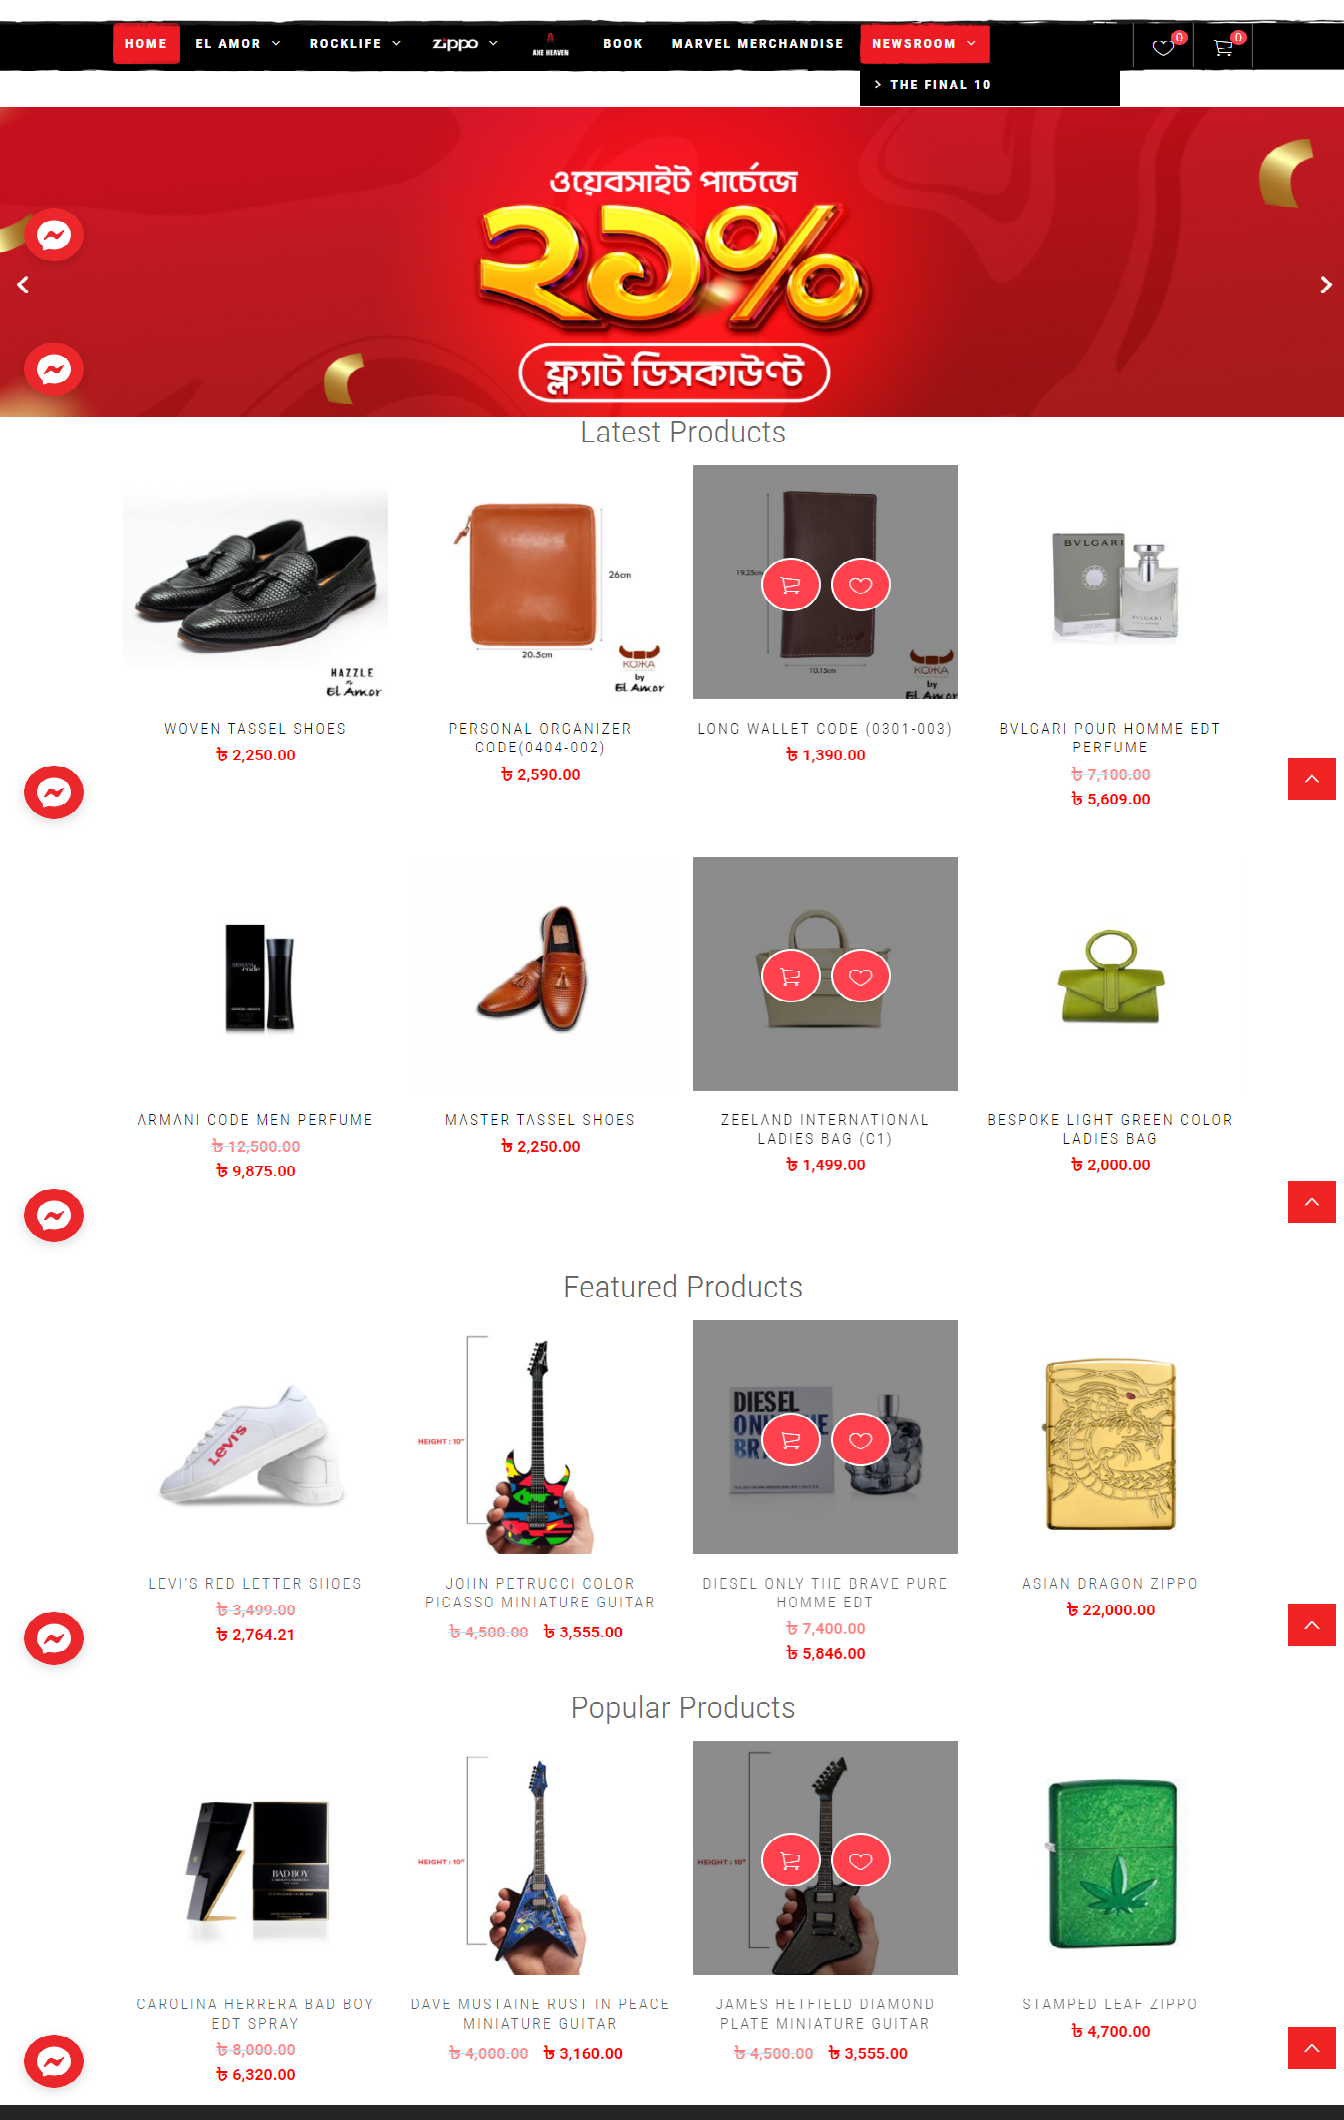 HOME EL AMOR ROCKLIFE zippo AXE HEAVEN BOOK MARVEL MERCHANDISE NEWSROOM 0 0
THE FINAL 10
ওয়েবসাইট পার্চেজে
২১%
ফ্ল্যাট ডিসকাউন্ট
Latest Products
HAZZLE
El Amor
26cm
20.5cm
KOKKA
by
El Amor
19.25cm
10.15cm
KOKKA
by
El Amor
BVLGARI
BVLGARI
WOVEN TASSEL SHOES
৳ 2,250.00
PERSONAL ORGANIZER
CODE(0404-002)
৳ 2,590.00
LONG WALLET CODE (0301-003)
৳ 1,390.00
BVLGARI POUR HOMME EDT
PERFUME
৳ 7,100.00
৳ 5,609.00
ARMANI
code
ARMANI CODE MEN PERFUME
৳ 12,500.00
৳ 9,875.00
MASTER TASSEL SHOES
৳ 2,250.00
ZEELAND INTERNATIONAL
LADIES BAG (C1)
৳ 1,499.00
BESPOKE LIGHT GREEN COLOR
LADIES BAG
৳ 2,000.00
Featured Products
Levi's
HEIGHT : 10"
DIESEL
LEVI'S RED LETTER SHOES
৳ 3,499.00
৳ 2,764.21
JOHN PETRUCCI COLOR
PICASSO MINIATURE GUITAR
৳ 4,500.00 ৳ 3,555.00
DIESEL ONLY THE BRAVE PURE
HOMME EDT
৳ 7,400.00
৳ 5,846.00
ASIAN DRAGON ZIPPO
৳ 22,000.00
Popular Products
BAD BOY
HEIGHT : 10"
HEIGHT : 10"
CAROLINA HERRERA BAD BOY
EDT SPRAY
৳ 8,000.00
৳ 6,320.00
DAVE MUSTAINE RUST IN PEACE
MINIATURE GUITAR
৳ 4,000.00 ৳ 3,160.00
JAMES HETFIELD DIAMOND
PLATE MINIATURE GUITAR
৳ 4,500.00 ৳ 3,555.00
STAMPED LEAF ZIPPO
৳ 4,700.00